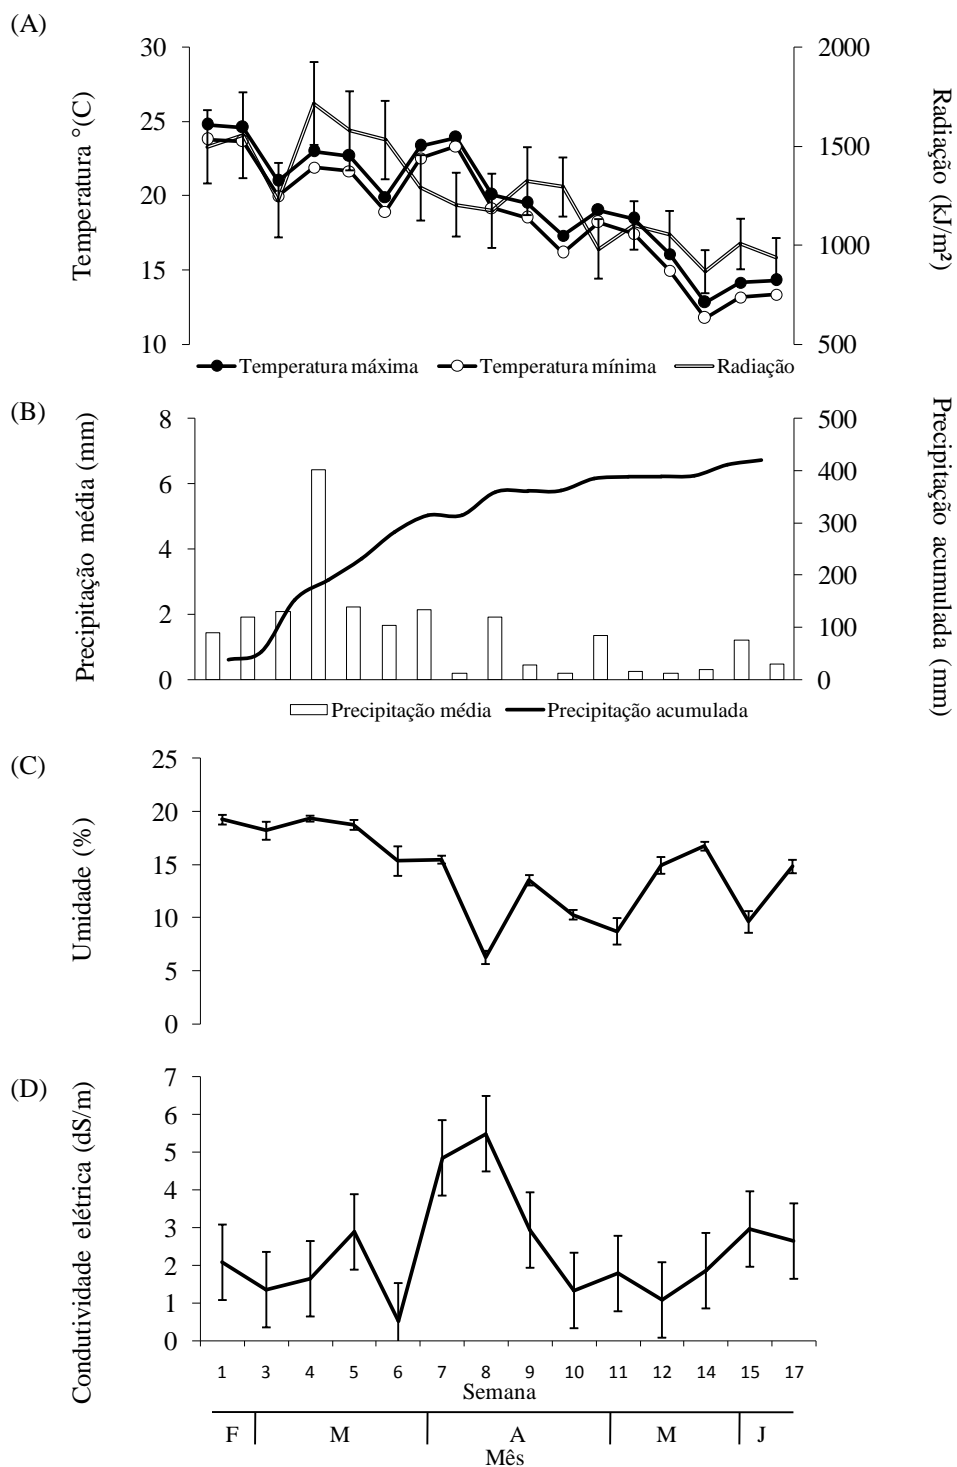 (A)
30
25
20
15
10
Temperatura °(C)
2000
1500
1000
500
Radiação (kJ/m²)
Temperatura máxima
Temperatura mínima
Radiação
(B)
8
6
4
2
0
Precipitação média (mm)
500
400
300
200
100
0
Precipitação acumulada (mm)
Precipitação média
Precipitação acumulada
(C)
25
20
15
10
5
0
Umidade (%)
(D)
7
6
5
4
3
2
1
0
Condutividade elétrica (dS/m)
1 3 4 5 6 7 8 9 10 11 12 14 15 17
Semana
F M A M J
Mês